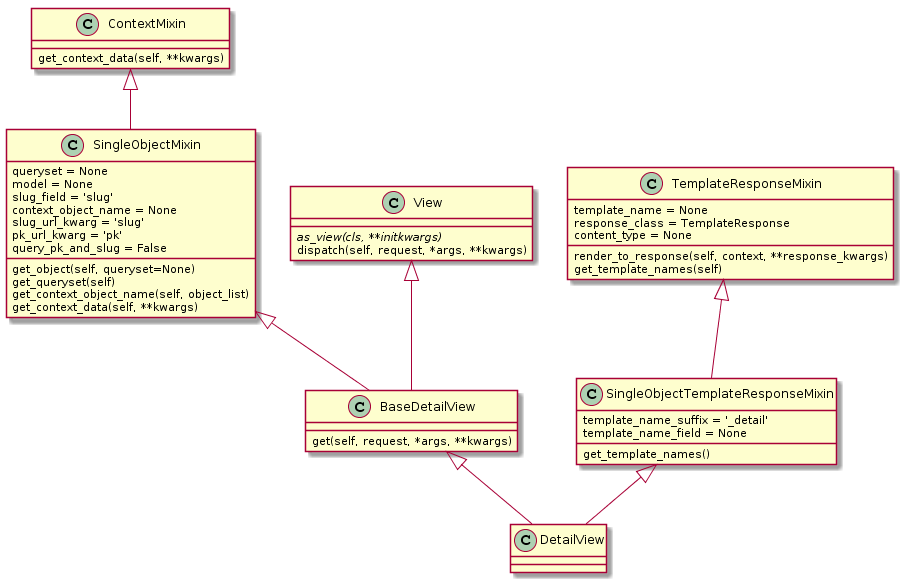 C ContextMixin
get_context_data(self, **kwargs)
C SingleObjectMixin
queryset = None
model = None
slug_field = 'slug'
context_object_name = None
slug_url_kwarg = 'slug'
pk_url_kwarg = 'pk'
query_pk_and_slug = False
get_object(self, queryset=None)
get_queryset(self)
get_context_object_name(self, object_list)
get_context_data(self, **kwargs)
C View
as_view(cls, **initkwargs)
dispatch(self, request, *args, **kwargs)
C TemplateResponseMixin
template_name = None
response_class = TemplateResponse
content_type = None
render_to_response(self, context, **response_kwargs)
get_template_names(self)
C BaseDetailView
get(self, request, *args, **kwargs)
C SingleObjectTemplateResponseMixin
template_name_suffix = '_detail'
template_name_field = None
get_template_names()
C DetailView